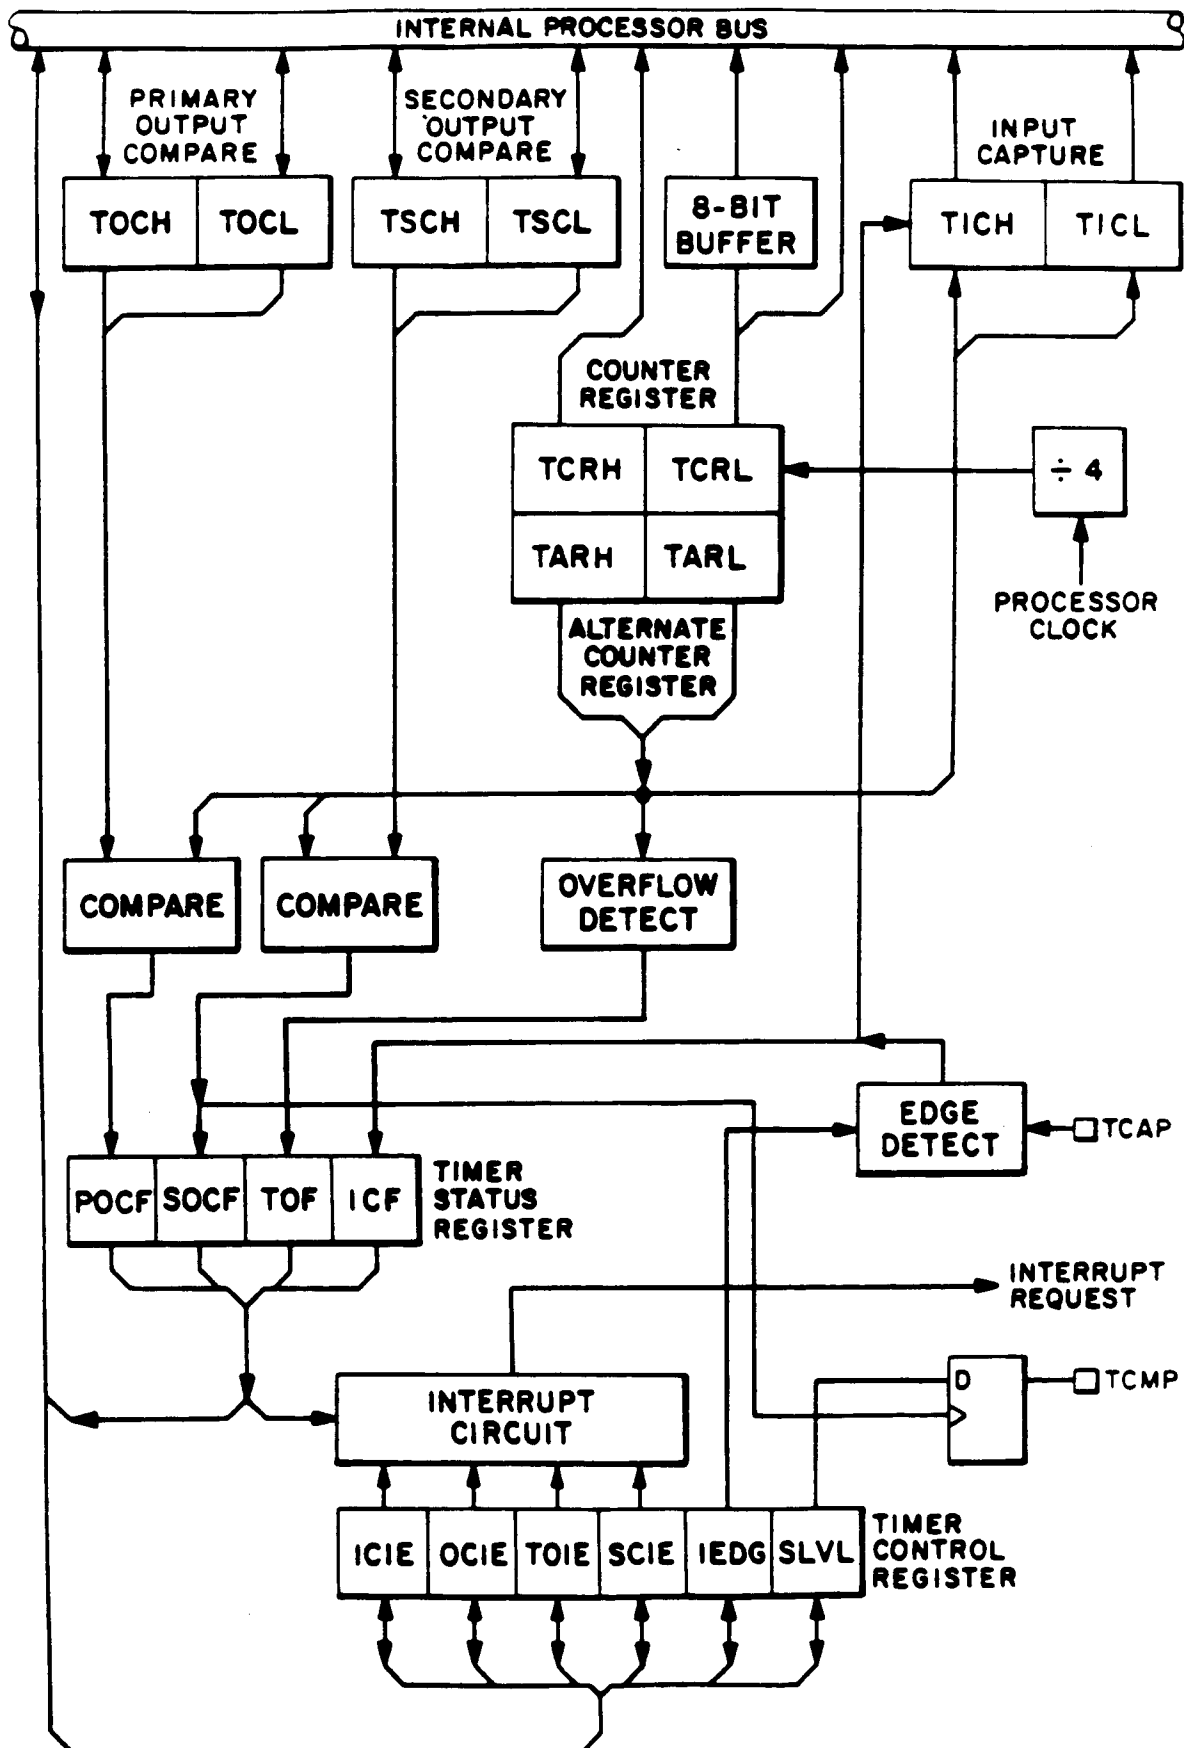 INTERNAL PROCESSOR BUS
PRIMARY
OUTPUT
COMPARE
SECONDARY
OUTPUT
COMPARE
INPUT
CAPTURE
TOCH TOCL
TSCH TSCL
8-BIT
BUFFER
TICH TICL
COUNTER
REGISTER
TCRH TCRL
÷ 4
TARH TARL
PROCESSOR
CLOCK
ALTERNATE
COUNTER
REGISTER
COMPARE
COMPARE
OVERFLOW
DETECT
EDGE
DETECT
TCAP
POCF SOCF TOF ICF
TIMER
STATUS
REGISTER
INTERRUPT
REQUEST
INTERRUPT
CIRCUIT
D
TCMP
ICIE OCIE TOIE SCIE IEDG SLVL
TIMER
CONTROL
REGISTER